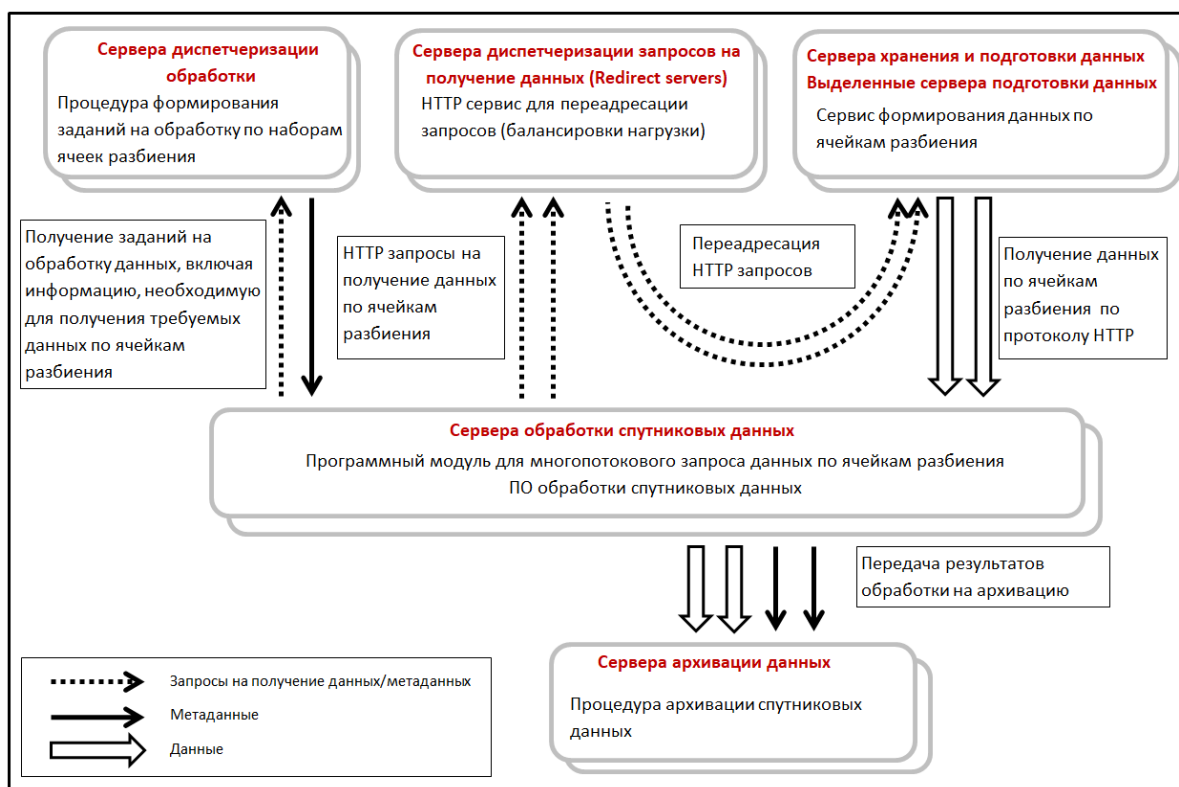 Сервера диспетчеризации
обработки
Процедура формирования
заданий на обработку по наборам
ячеек разбиения
Сервера диспетчеризации запросов на
получение данных (Redirect servers)
HTTP сервис для переадресации
запросов (балансировки нагрузки)
Сервера хранения и подготовки данных
Выделенные сервера подготовки данных
Сервис формирования данных по
ячейкам разбиения
Получение заданий на
обработку данных, включая
информацию, необходимую
для получения требуемых
данных по ячейкам
разбиения
HTTP запросы на
получение данных
по ячейкам
разбиения
Переадресация
HTTP запросов
Получение данных
по ячейкам
разбиения по
протоколу HTTP
Сервера обработки спутниковых данных
Программный модуль для многопотокового запроса данных по ячейкам разбиения
ПО обработки спутниковых данных
Передача результатов
обработки на архивацию
Сервера архивации данных
Процедура архивации спутниковых
данных
Запросы на получение данных/метаданных
Метаданные
Данные